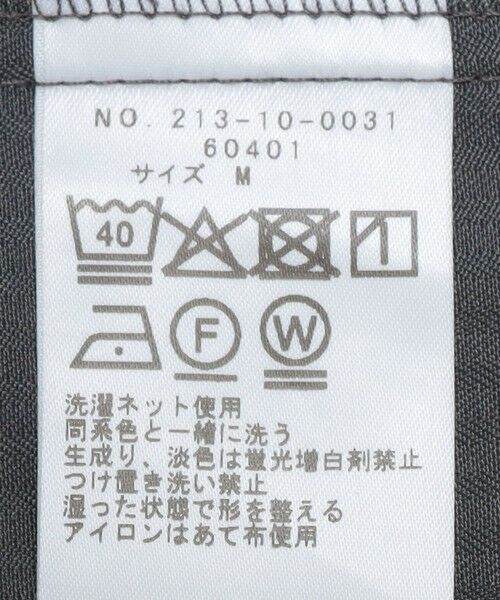 NO. 213-10-0031
60401
サイズ M
40
F W
洗濯ネット使用
同系色と一緒に洗う
生成り、淡色は蛍光増白剤禁止
つけ置き洗い禁止
湿った状態で形を整える
アイロンはあて布使用